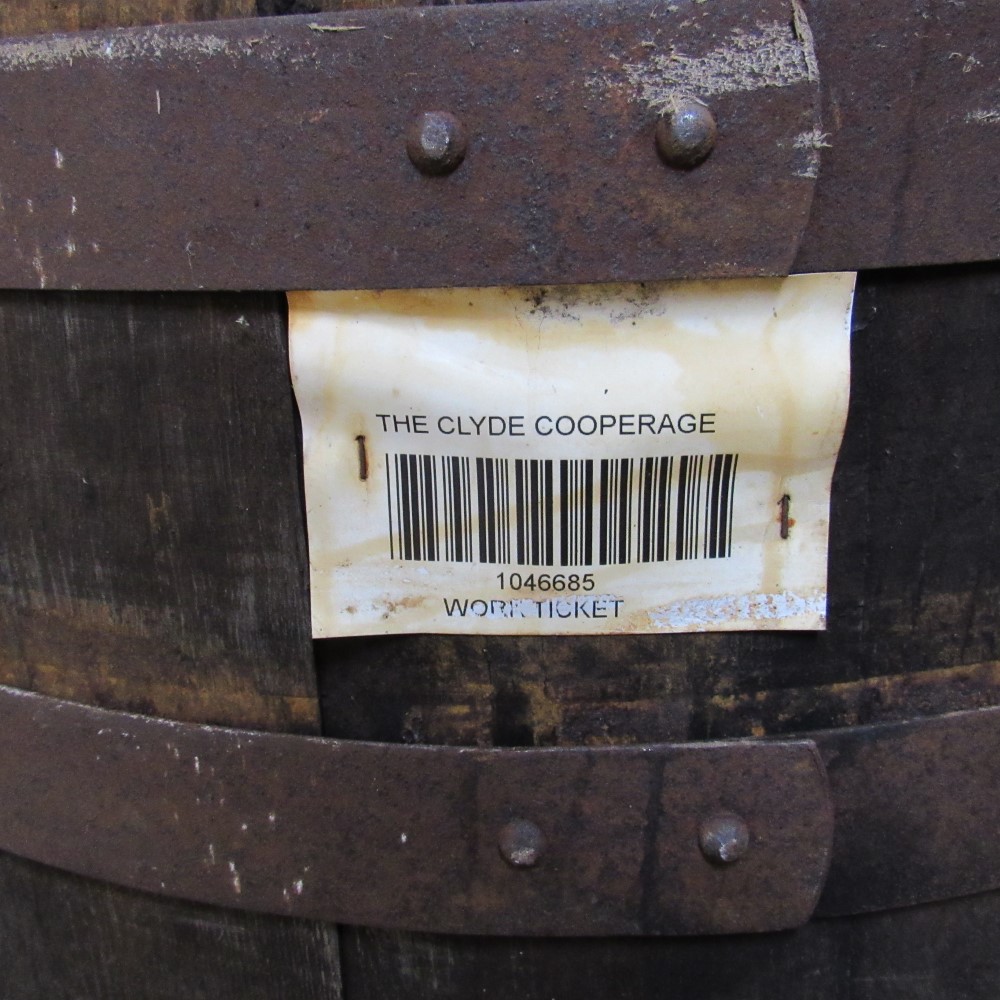 THE CLYDE COOPERAGE
1046685
WORK TICKET